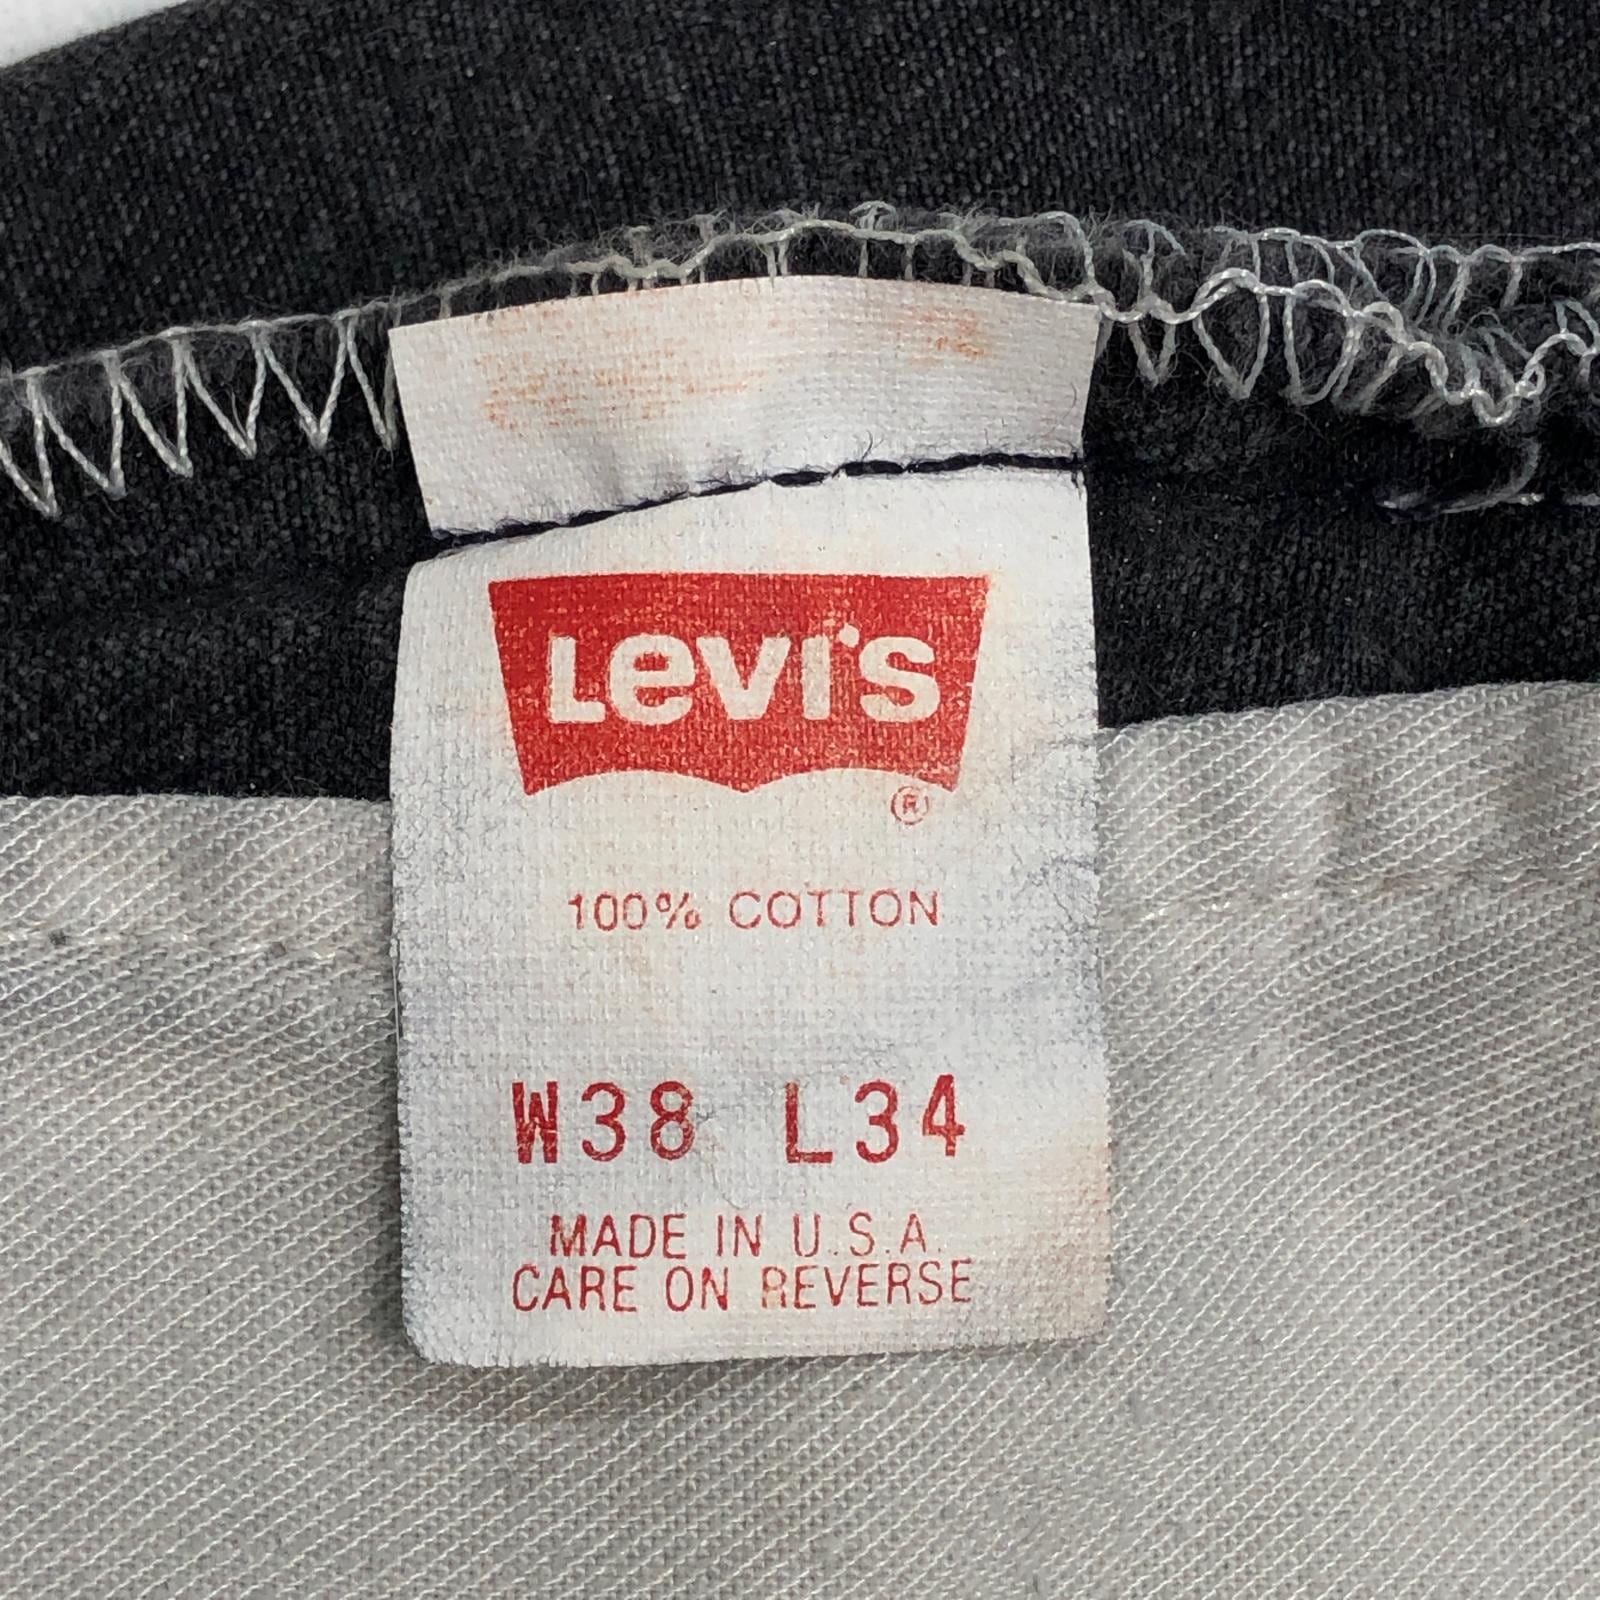 Levi's
®
100% COTTON
W38 L34
MADE IN U.S.A.
CARE ON REVERSE